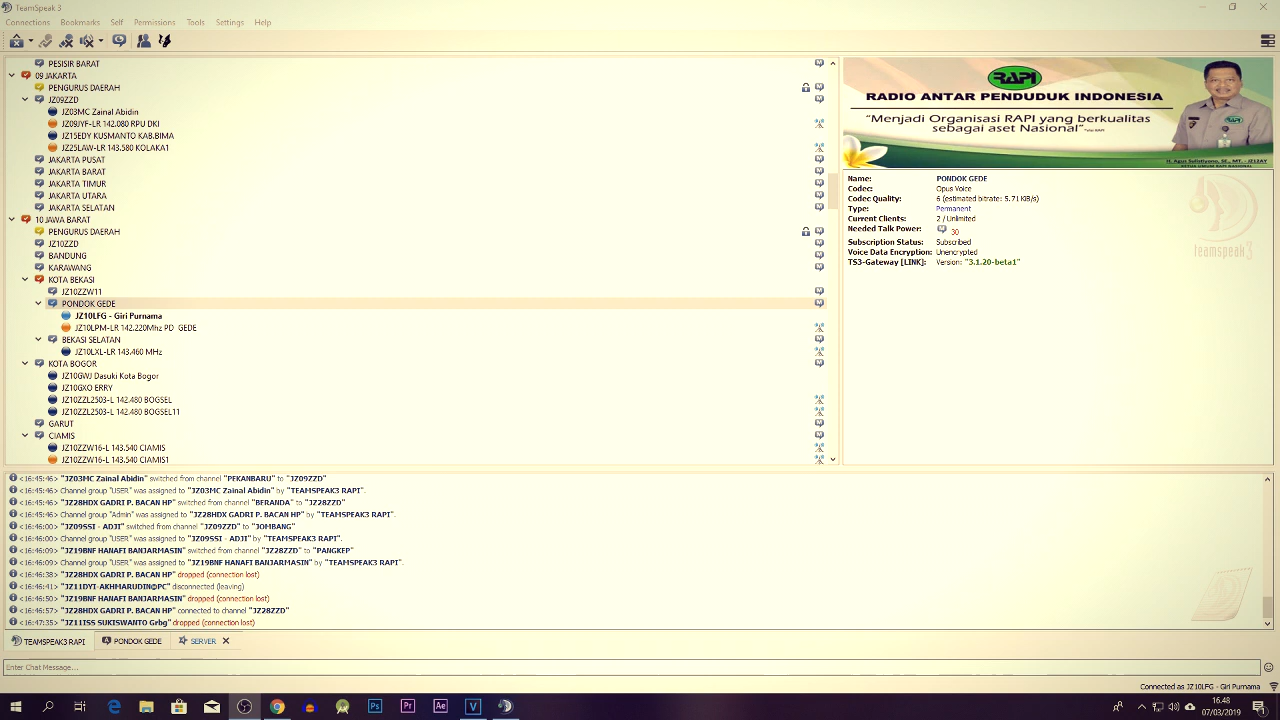 TeamSpeak 3
Connections Bookmarks Self Permissions Tools Settings Help
PESISIR BARAT
09 JAKARTA
PENGURUS DAERAH
JZ09ZZD
JZ03MC Zainal Abidin
JZ09IYF-LR 142.080 RPU DKI
JZ15EDY KUSMANTO KAB.BIMA
JZ25LAW-LR 143.580 KOLAKA1
JAKARTA PUSAT
JAKARTA BARAT
JAKARTA TIMUR
JAKARTA UTARA
JAKARTA SELATAN
10 JAWA BARAT
PENGURUS DAERAH
JZ10ZZD
BANDUNG
KARAWANG
KOTA BEKASI
JZ10ZZW11
PONDOK GEDE
JZ10LFG - Giri Purnama
JZ10LPM-LR 142.220Mhz PD GEDE
BEKASI SELATAN
JZ10LXL-LR 143.460 MHz
KOTA BOGOR
JZ10GWJ Dasuki Kota Bogor
JZ10GXO ERRY
JZ10ZZL2503-L 142.480 BOGSEL
JZ10ZZL2503-L 142.480 BOGSEL11
GARUT
CIAMIS
JZ10ZZW16-L 143.540 CIAMIS
JZ10ZZW16-L 143.540 CIAMIS1
RAPI
RADIO ANTAR PENDUDUK INDONESIA
"Menjadi Organisasi RAPI yang berkualitas
sebagai aset Nasional"
H. Agus Sulistiyono, SE., MT. - JZ12AY
KETUA UMUM RAPI NASIONAL
Name: PONDOK GEDE
Codec: Opus Voice
Codec Quality: 6 (estimated bitrate: 5.71 KiB/s)
Type: Permanent
Current Clients: 2 / Unlimited
Needed Talk Power: 30
Subscription Status: Subscribed
Voice Data Encryption: Unencrypted
TS3-Gateway [LINK]: Version: "3.1.20-beta1"
teamspeak3
<16:45:46> "JZ03MC Zainal Abidin" switched from channel "PEKANBARU" to "JZ09ZZD"
<16:45:46> Channel group "USER" was assigned to "JZ03MC Zainal Abidin" by "TEAMSPEAK3 RAPI".
<16:45:46> "JZ28HDX GADRI P. BACAN HP" switched from channel "BERANDA" to "JZ28ZZD"
<16:45:46> Channel group "Admin" was assigned to "JZ28HDX GADRI P. BACAN HP" by "TEAMSPEAK3 RAPI".
<16:46:00> "JZ09SSI - ADJI" switched from channel "JZ09ZZD" to "JOMBANG"
<16:46:00> Channel group "USER" was assigned to "JZ09SSI - ADJI" by "TEAMSPEAK3 RAPI".
<16:46:09> "JZ19BNF HANAFI BANJARMASIN" switched from channel "JZ28ZZD" to "PANGKEP"
<16:46:09> Channel group "USER" was assigned to "JZ19BNF HANAFI BANJARMASIN" by "TEAMSPEAK3 RAPI".
<16:46:38> "JZ28HDX GADRI P. BACAN HP" dropped (connection lost)
<16:46:41> "JZ11DYI-AKHMARUDIN@PC" disconnected (leaving)
<16:46:50> "JZ19BNF HANAFI BANJARMASIN" dropped (connection lost)
<16:46:57> "JZ28HDX GADRI P. BACAN HP" connected to channel "JZ28ZZD"
<16:47:35> "JZ11ISS SUKISWANTO Grbg" dropped (connection lost)
TEAMSPEAK3 RAPI PONDOK GEDE SERVER
Enter Chat Message...
Connected as JZ10LFG - Giri Purnama
Ps Pr Ae V
16.48
07/03/2019
1